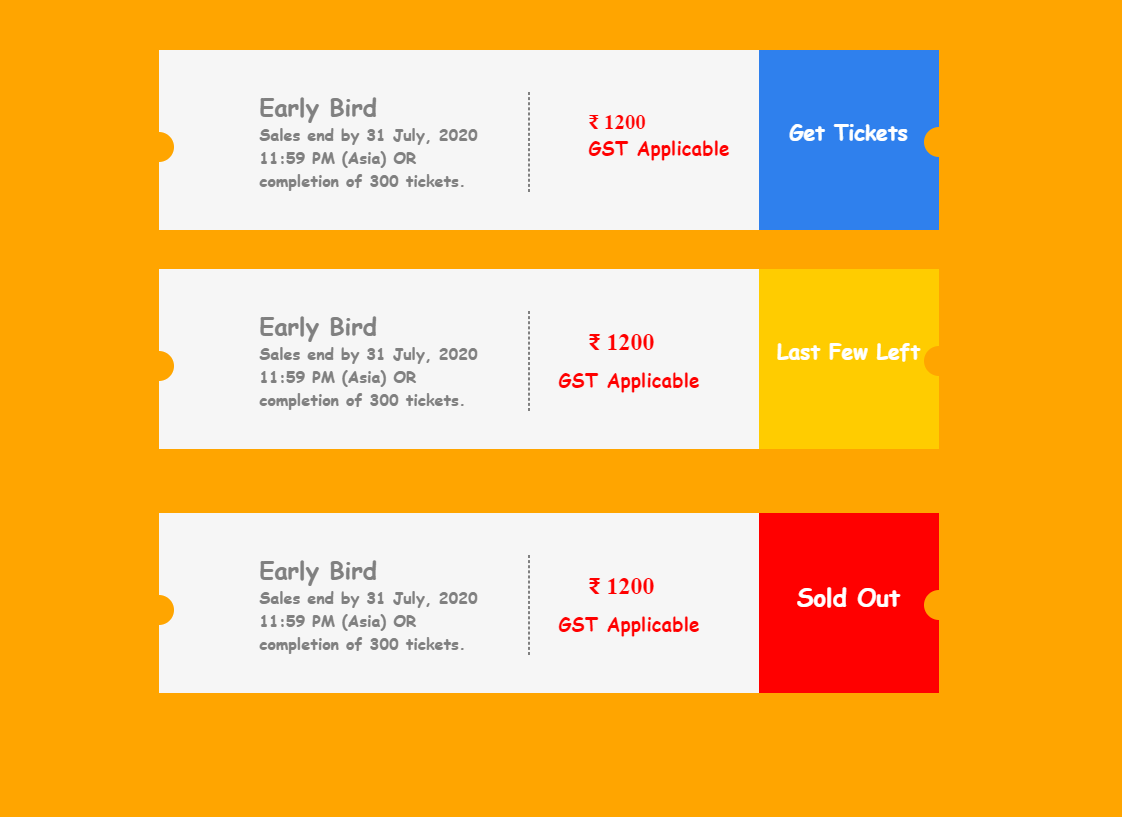 Early Bird
Sales end by 31 July, 2020
11:59 PM (Asia) OR
completion of 300 tickets.
₹ 1200
GST Applicable
Get Tickets
Early Bird
Sales end by 31 July, 2020
11:59 PM (Asia) OR
completion of 300 tickets.
₹ 1200
GST Applicable
Last Few Left
Early Bird
Sales end by 31 July, 2020
11:59 PM (Asia) OR
completion of 300 tickets.
₹ 1200
GST Applicable
Sold Out